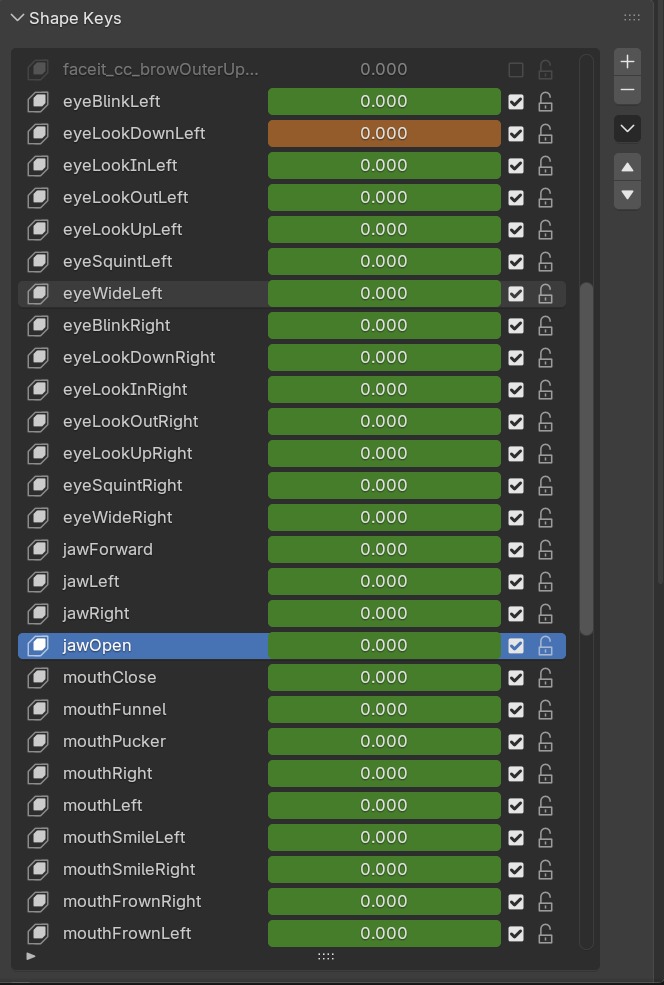 Shape Keys
faceit_cc_browOuterUp... 0.000
eyeBlinkLeft 0.000
eyeLookDownLeft 0.000
eyeLookInLeft 0.000
eyeLookOutLeft 0.000
eyeLookUpLeft 0.000
eyeSquintLeft 0.000
eyeWideLeft 0.000
eyeBlinkRight 0.000
eyeLookDownRight 0.000
eyeLookInRight 0.000
eyeLookOutRight 0.000
eyeLookUpRight 0.000
eyeSquintRight 0.000
eyeWideRight 0.000
jawForward 0.000
jawLeft 0.000
jawRight 0.000
jawOpen 0.000
mouthClose 0.000
mouthFunnel 0.000
mouthPucker 0.000
mouthRight 0.000
mouthLeft 0.000
mouthSmileLeft 0.000
mouthSmileRight 0.000
mouthFrownRight 0.000
mouthFrownLeft 0.000